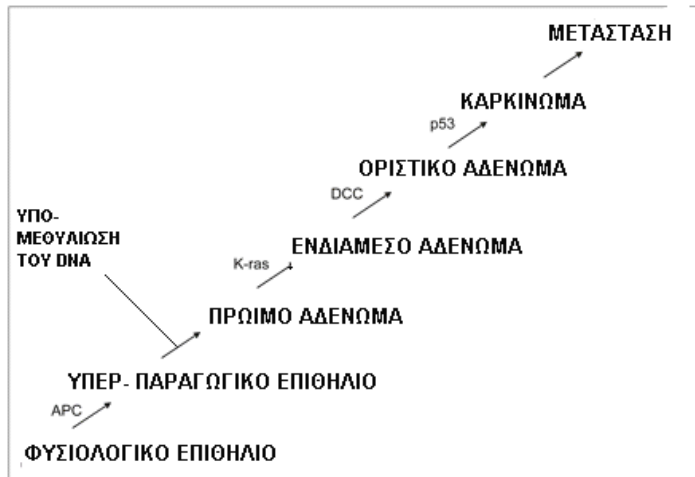 ΜΕΤΑΣΤΑΣΗ
ΚΑΡΚΙΝΩΜΑ
p53
ΟΡΙΣΤΙΚΟ ΑΔΕΝΩΜΑ
DCC
ΥΠΟ-
ΜΕΘΥΛΙΩΣΗ
ΤΟΥ DNA
ΕΝΔΙΑΜΕΣΟ ΑΔΕΝΩΜΑ
K-ras
ΠΡΩΙΜΟ ΑΔΕΝΩΜΑ
ΥΠΕΡ- ΠΑΡΑΓΩΓΙΚΟ ΕΠΙΘΗΛΙΟ
APC
ΦΥΣΙΟΛΟΓΙΚΟ ΕΠΙΘΗΛΙΟ